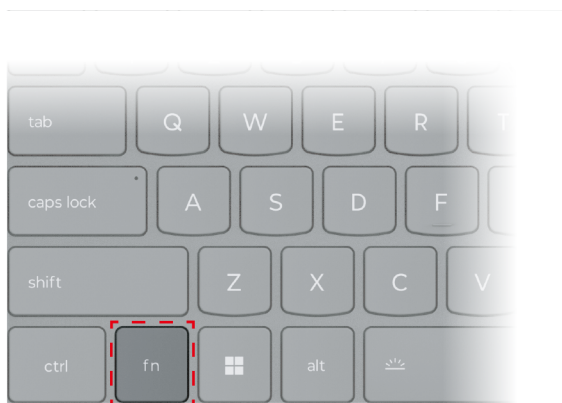 tab Q W E R T
caps lock A S D F
shift Z X C V
ctrl fn alt